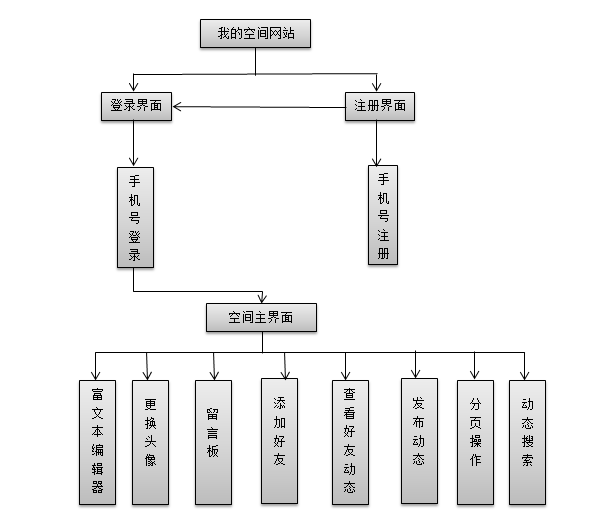 我的空间网站
登录界面
注册界面
手机号登录
手机号注册
空间主界面
富文本编辑器
更换头像
留言板
添加好友
查看好友动态
发布动态
分页操作
动态搜索